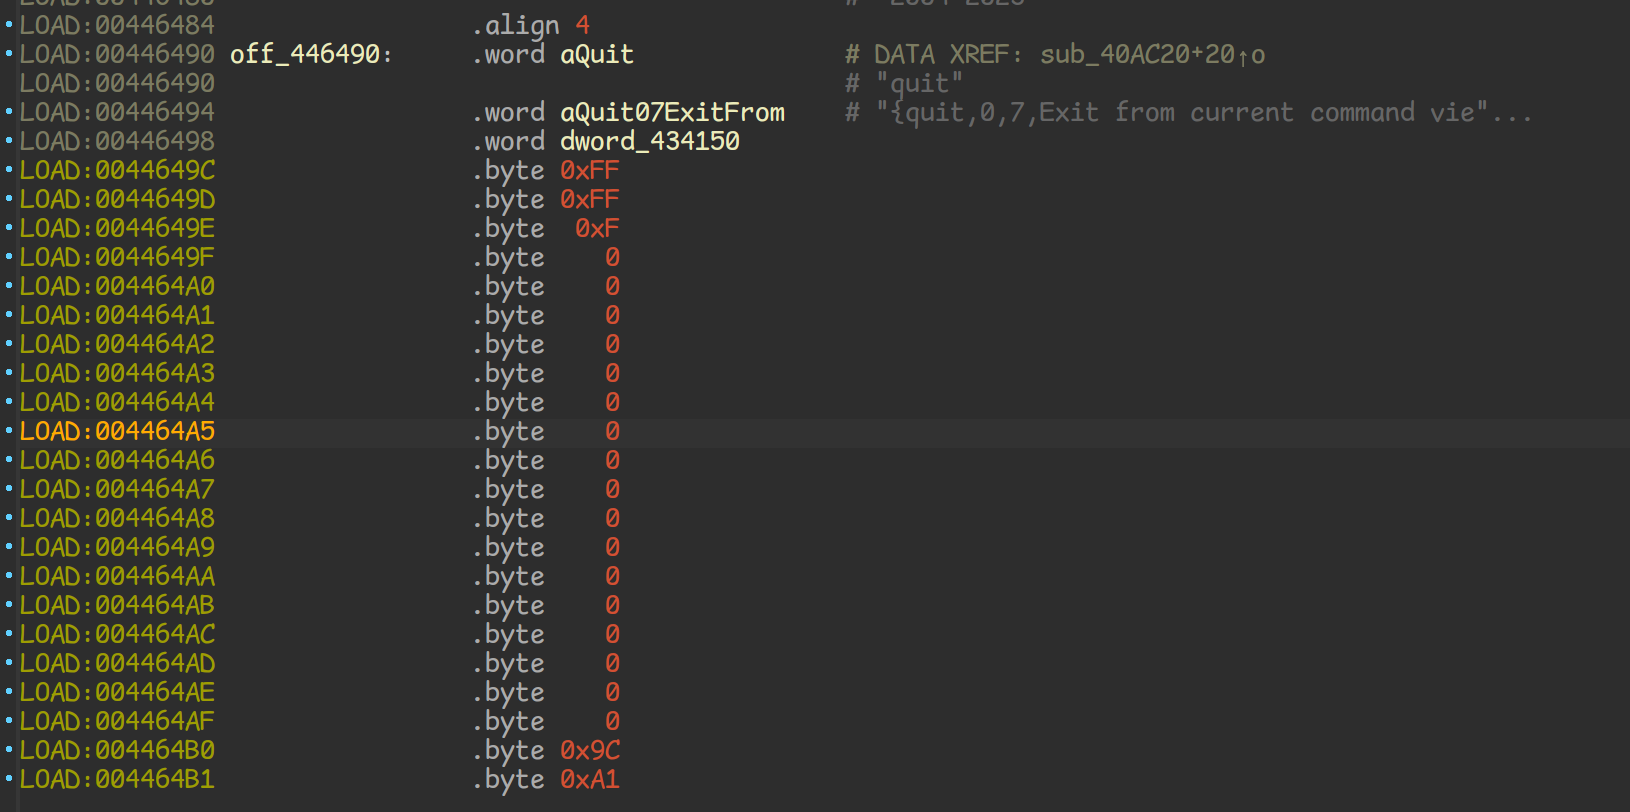 LOAD:00446484 .align 4
LOAD:00446490 off_446490: .word aQuit # DATA XREF: sub_40AC20+20↑o
LOAD:00446490 # "quit"
LOAD:00446494 .word aQuit07ExitFrom # "{quit,0,7,Exit from current command vie"...
LOAD:00446498 .word dword_434150
LOAD:0044649C .byte 0xFF
LOAD:0044649D .byte 0xFF
LOAD:0044649E .byte 0xF
LOAD:0044649F .byte 0
LOAD:004464A0 .byte 0
LOAD:004464A1 .byte 0
LOAD:004464A2 .byte 0
LOAD:004464A3 .byte 0
LOAD:004464A4 .byte 0
LOAD:004464A5 .byte 0
LOAD:004464A6 .byte 0
LOAD:004464A7 .byte 0
LOAD:004464A8 .byte 0
LOAD:004464A9 .byte 0
LOAD:004464AA .byte 0
LOAD:004464AB .byte 0
LOAD:004464AC .byte 0
LOAD:004464AD .byte 0
LOAD:004464AE .byte 0
LOAD:004464AF .byte 0
LOAD:004464B0 .byte 0x9C
LOAD:004464B1 .byte 0xA1